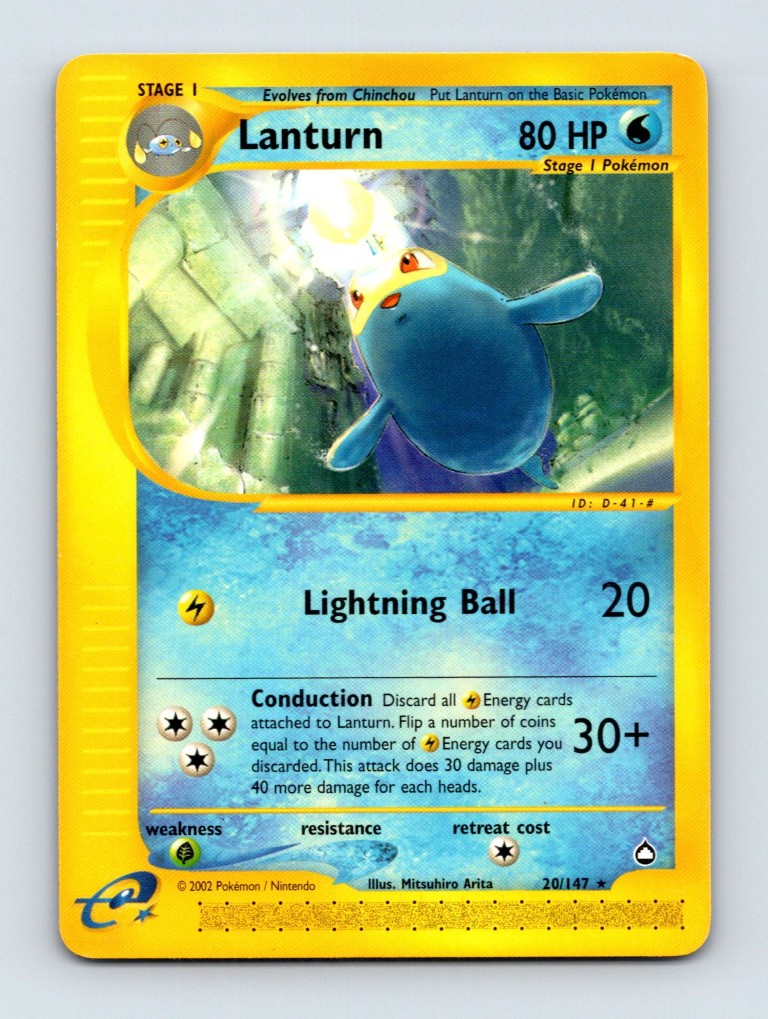 STAGE 1
Evolves from Chinchou Put Lanturn on the Basic Pokémon
Lanturn 80 HP
Stage 1 Pokémon
ID: D-41-#
Lightning Ball 20
Conduction Discard all Energy cards
attached to Lanturn. Flip a number of coins
equal to the number of Energy cards you
discarded. This attack does 30 damage plus
40 more damage for each heads.
30+
weakness resistance retreat cost
© 2002 Pokémon / Nintendo Illus. Mitsuhiro Arita 20/147 ★
e